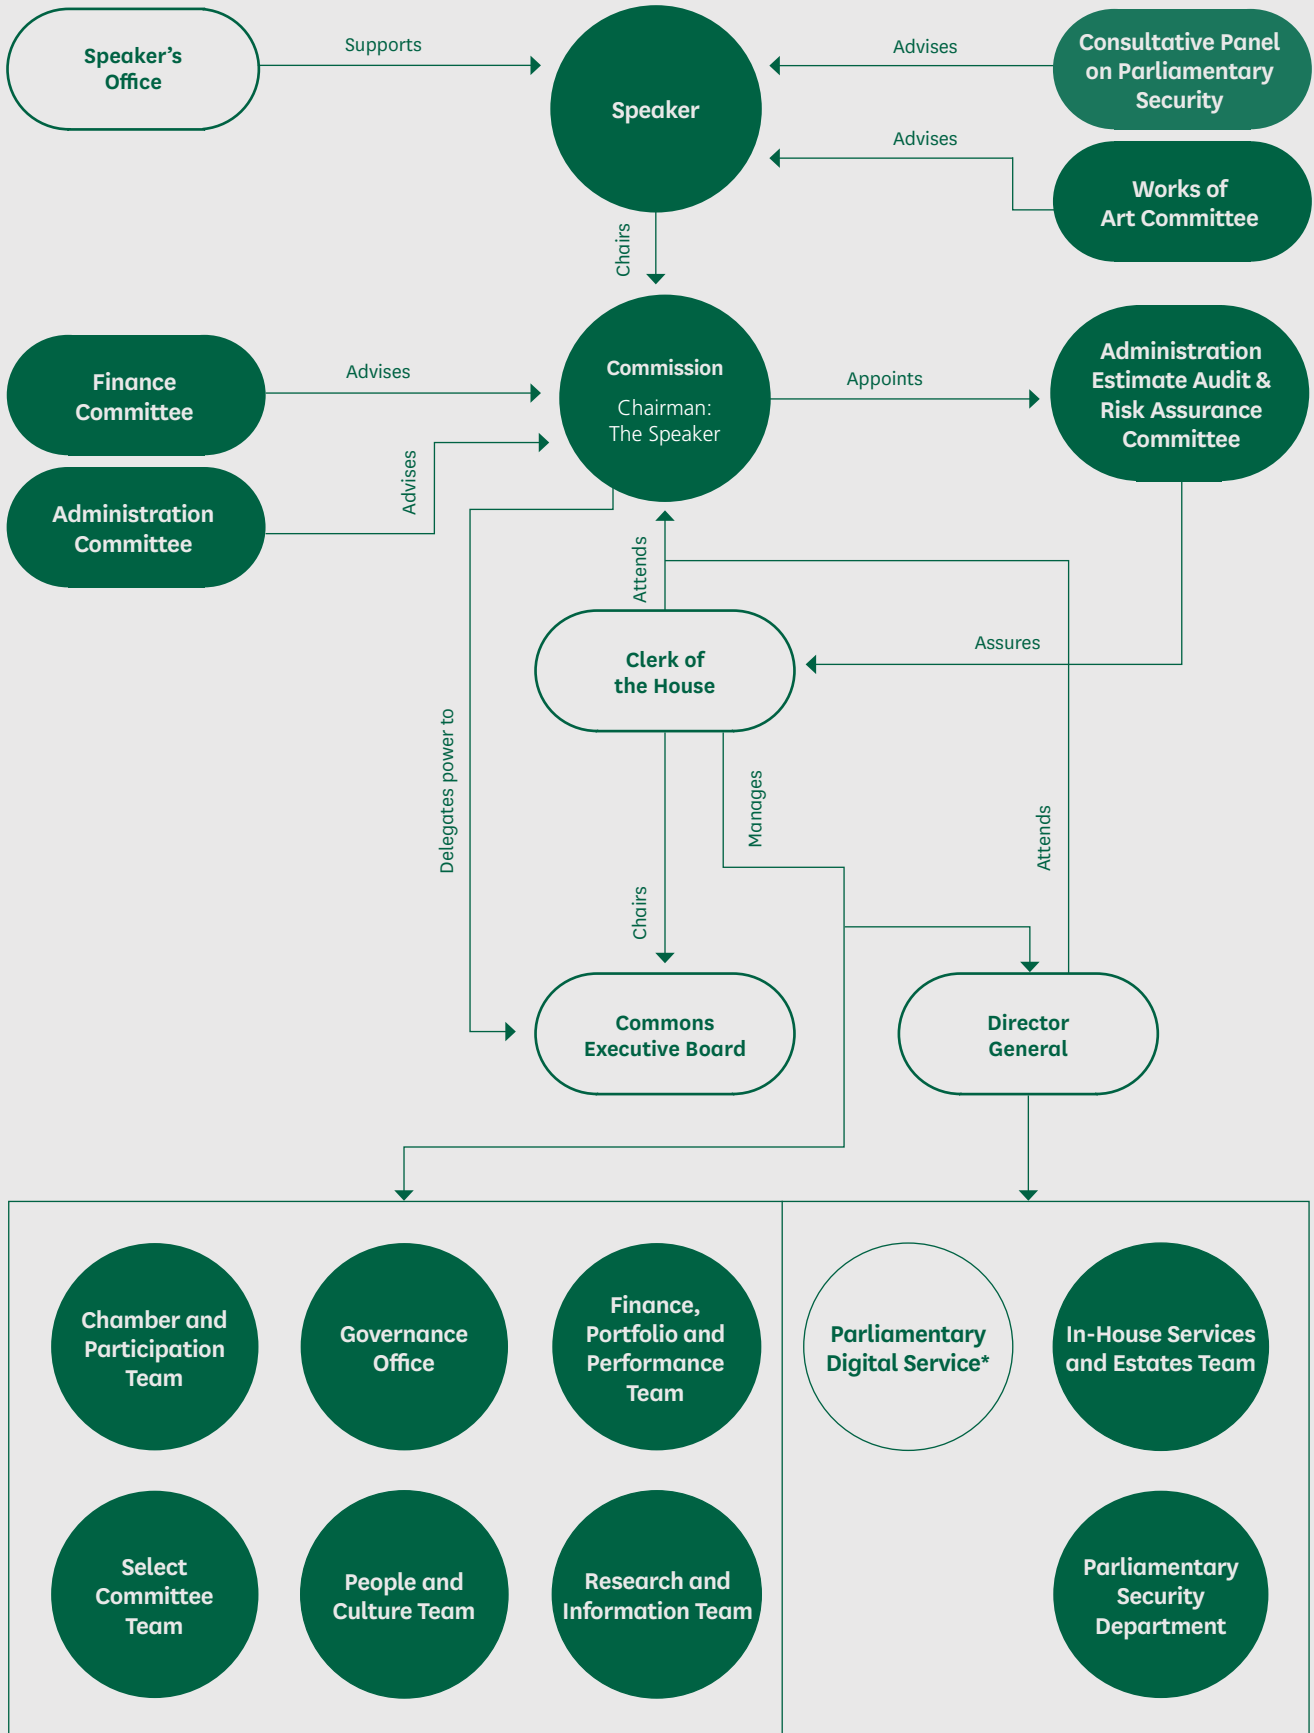 Speaker's
Office
Supports
Speaker
Advises
Consultative Panel
on Parliamentary
Security
Advises
Works of
Art Committee
Chairs
Finance
Committee
Advises
Commission
Chairman:
The Speaker
Appoints
Administration
Estimate Audit &
Risk Assurance
Committee
Administration
Committee
Advises
Attends
Clerk of
the House
Assures
Delegates power to
Manages
Attends
Chairs
Commons
Executive Board
Director
General
Chamber and
Participation
Team
Governance
Office
Finance,
Portfolio and
Performance
Team
Parliamentary
Digital Service*
In-House Services
and Estates Team
Select
Committee
Team
People and
Culture Team
Research and
Information Team
Parliamentary
Security
Department